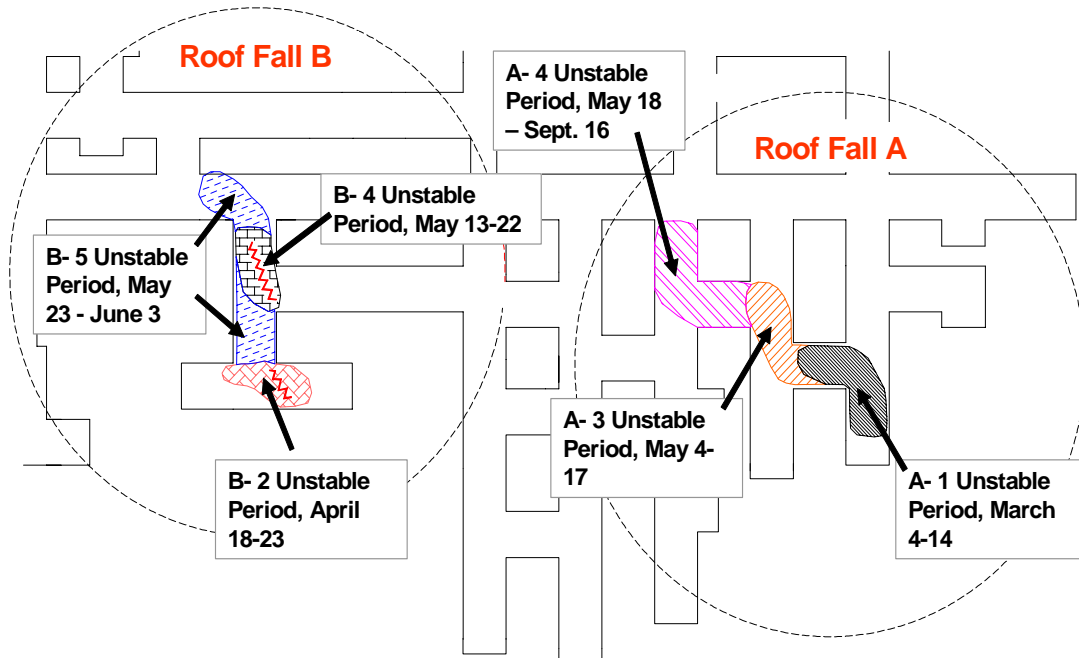 Roof Fall B
A- 4 Unstable
Period, May 18
– Sept. 16
Roof Fall A
B- 4 Unstable
Period, May 13-22
B- 5 Unstable
Period, May
23 - June 3
A- 3 Unstable
Period, May 4-
17
B- 2 Unstable
Period, April
18-23
A- 1 Unstable
Period, March
4-14